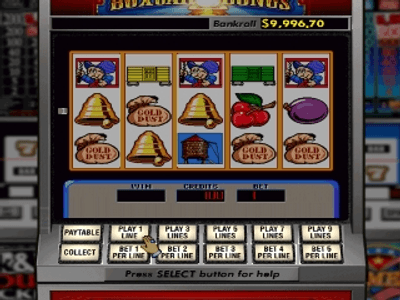 BOXCAR BONUS
Bankroll $9,996.70
GOLD DUST
GOLD DUST
GOLD DUST
GOLD DUST
WIN CREDITS BET
PAYTABLE
PLAY 1 LINE
PLAY 3 LINES
PLAY 5 LINES
PLAY 7 LINES
PLAY 9 LINES
COLLECT
BET 1 PER LINE
BET 2 PER LINE
BET 3 PER LINE
BET 4 PER LINE
BET 5 PER LINE
Press SELECT button for help